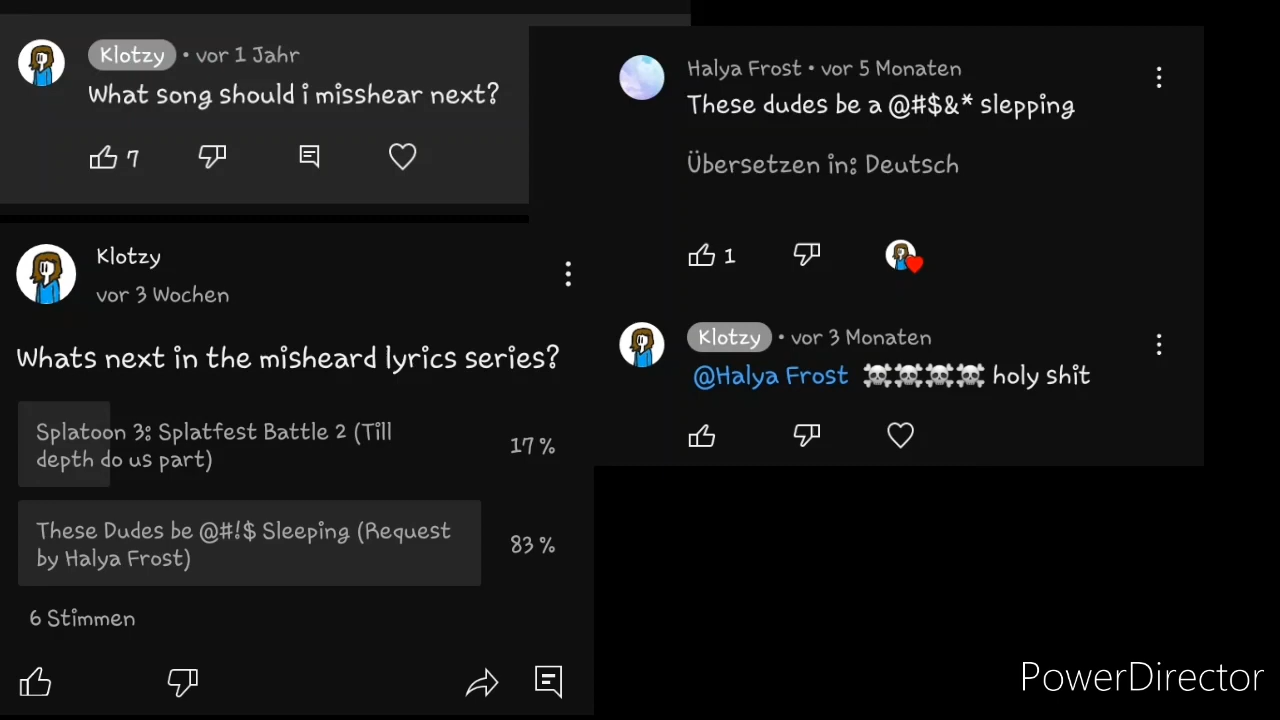 Klotzy • vor 1 Jahr
What song should i misshear next?
7
Klotzy
vor 3 Wochen
Whats next in the misheard lyrics series?
Splatoon 3: Splatfest Battle 2 (Till
depth do us part)
17 %
These Dudes be @#!$ Sleeping (Request
by Halya Frost)
83 %
6 Stimmen
Halya Frost • vor 5 Monaten
These dudes be a @#$&* slepping
Übersetzen in: Deutsch
1
Klotzy • vor 3 Monaten
@Halya Frost ☠☠☠☠ holy shit
PowerDirector